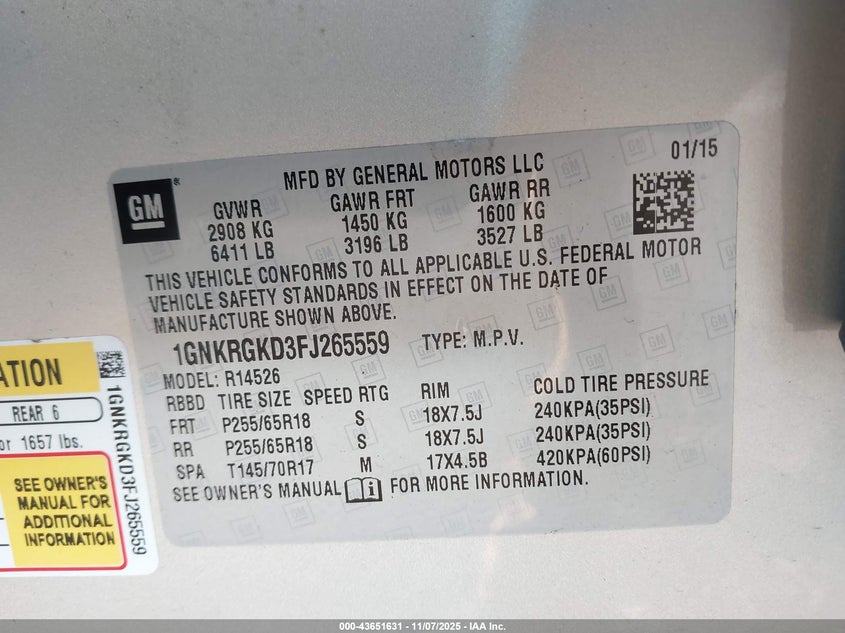 GM
®
MFD BY GENERAL MOTORS LLC
01/15
GVWR GAWR FRT GAWR RR
2908 KG 1450 KG 1600 KG
6411 LB 3196 LB 3527 LB
THIS VEHICLE CONFORMS TO ALL APPLICABLE U.S. FEDERAL MOTOR
VEHICLE SAFETY STANDARDS IN EFFECT ON THE DATE OF
MANUFACTURE SHOWN ABOVE.
1GNKRGKD3FJ265559 TYPE: M.P.V.
MODEL: R14526
RBBD TIRE SIZE SPEED RTG RIM COLD TIRE PRESSURE
FRT P255/65R18 S 18X7.5J 240KPA(35PSI)
RR P255/65R18 S 18X7.5J 240KPA(35PSI)
SPA T145/70R17 M 17X4.5B 420KPA(60PSI)
SEE OWNER'S MANUAL i FOR MORE INFORMATION.
ATION
REAR 6
or 1657 lbs.
SEE OWNER'S
MANUAL FOR
ADDITIONAL
INFORMATION
1GNKRGKD3FJ265559
000-43651631 - 11/07/2025 - IAA Inc.